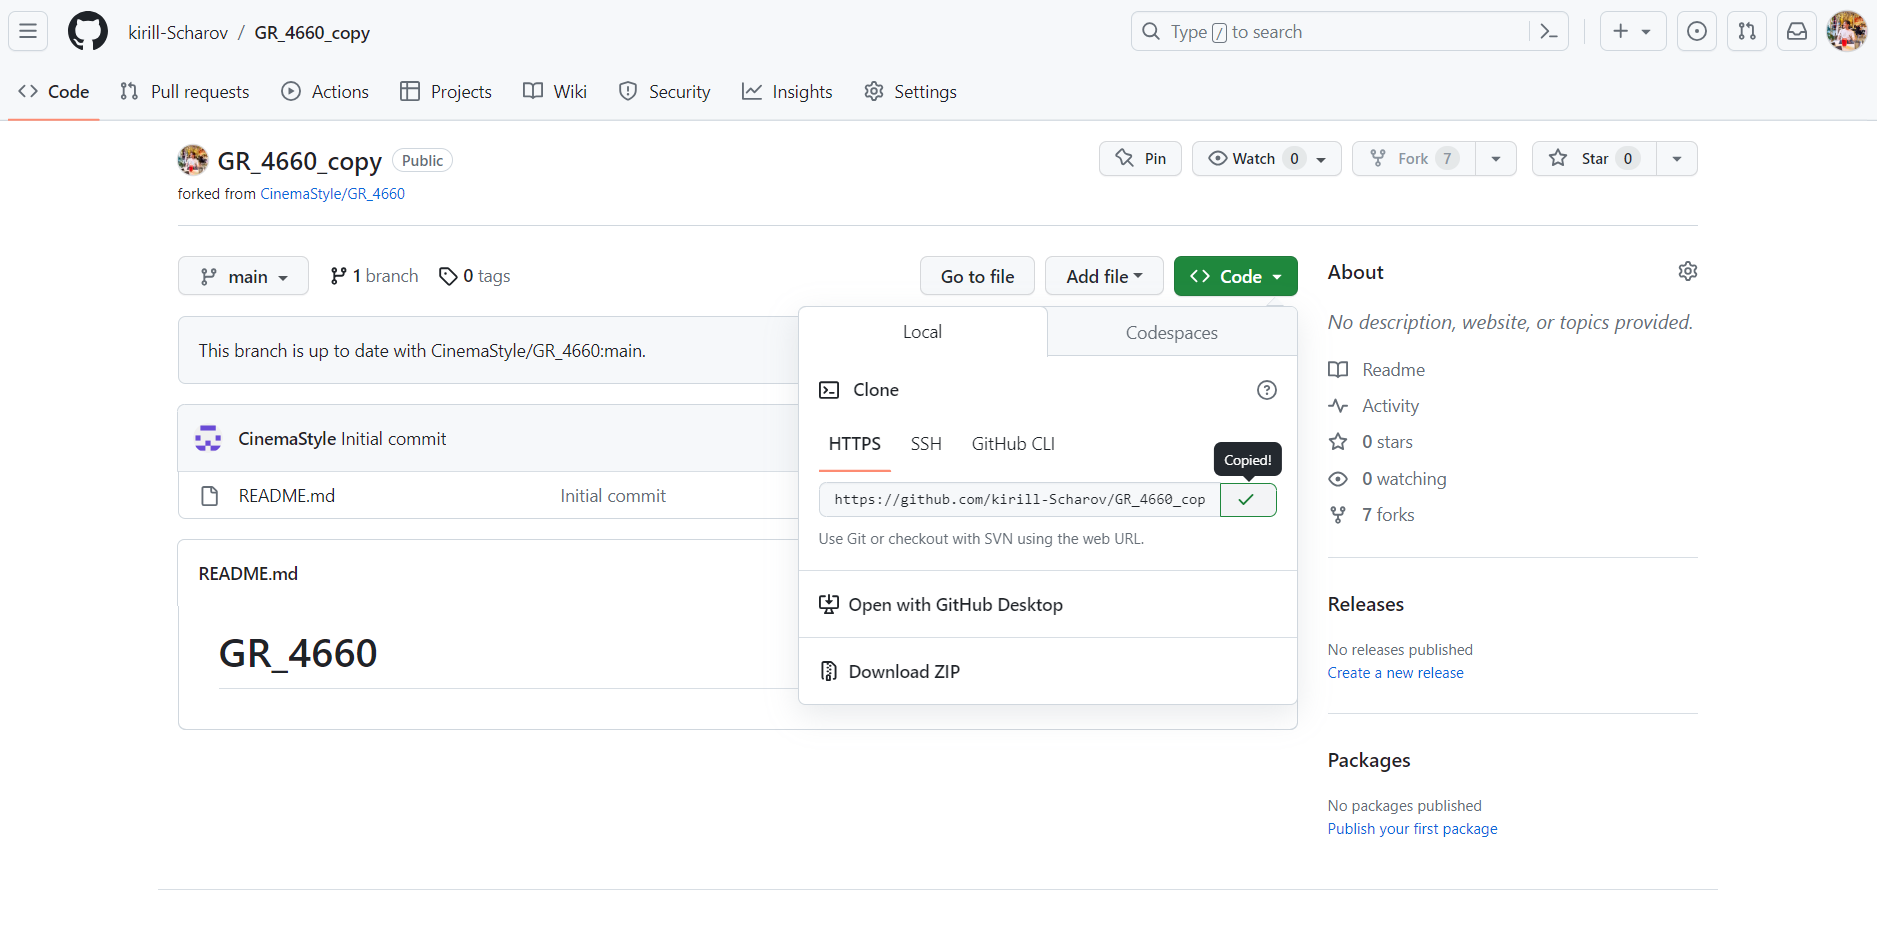 kirill-Scharov / GR_4660_copy
Type / to search
Code Pull requests Actions Projects Wiki Security Insights Settings
GR_4660_copy Public
Pin Watch 0 Fork 7 Star 0
forked from CinemaStyle/GR_4660
main 1 branch 0 tags Go to file Add file Code
This branch is up to date with CinemaStyle/GR_4660:main.
CinemaStyle Initial commit
README.md Initial commit
README.md
GR_4660
Local Codespaces
Clone
HTTPS SSH GitHub CLI
Copied!
https://github.com/kirill-Scharov/GR_4660_cop
Use Git or checkout with SVN using the web URL.
Open with GitHub Desktop
Download ZIP
About
No description, website, or topics provided.
Readme
Activity
0 stars
0 watching
7 forks
Releases
No releases published
Create a new release
Packages
No packages published
Publish your first package